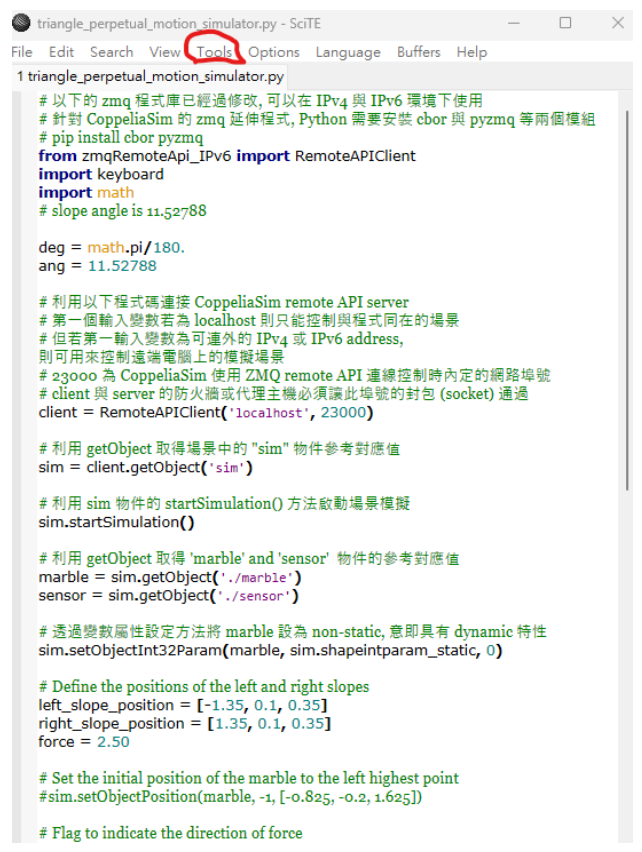 triangle_perpetual_motion_simulator.py - SciTE
File Edit Search View Tools Options Language Buffers Help
1 triangle_perpetual_motion_simulator.py
# 以下的 zmq 程式庫已經過修改, 可以在 IPv4 與 IPv6 環境下使用
# 針對 CoppeliaSim 的 zmq 延伸程式, Python 需要安裝 cbor 與 pyzmq 等兩個模組
# pip install cbor pyzmq
from zmqRemoteApi_IPv6 import RemoteAPIClient
import keyboard
import math
# slope angle is 11.52788
deg = math.pi/180.
ang = 11.52788
# 利用以下程式碼連接 CoppeliaSim remote API server
# 第一個輸入變數若為 localhost 則只能控制與程式同在的場景
# 但若第一輸入變數為可連外的 IPv4 或 IPv6 address,
則可用來控制遠端電腦上的模擬場景
# 23000 為 CoppeliaSim 使用 ZMQ remote API 連線控制時內定的網路埠號
# client 與 server 的防火牆或代理主機必須讓此埠號的封包 (socket) 通過
client = RemoteAPIClient('localhost', 23000)
# 利用 getObject 取得場景中的 "sim" 物件參考對應值
sim = client.getObject('sim')
# 利用 sim 物件的 startSimulation() 方法啟動場景模擬
sim.startSimulation()
# 利用 getObject 取得 'marble' and 'sensor' 物件的參考對應值
marble = sim.getObject('./marble')
sensor = sim.getObject('./sensor')
# 透過變數屬性設定方法將 marble 設為 non-static, 意即具有 dynamic 特性
sim.setObjectInt32Param(marble, sim.shapeintparam_static, 0)
# Define the positions of the left and right slopes
left_slope_position = [-1.35, 0.1, 0.35]
right_slope_position = [1.35, 0.1, 0.35]
force = 2.50
# Set the initial position of the marble to the left highest point
#sim.setObjectPosition(marble, -1, [-0.825, -0.2, 1.625])
# Flag to indicate the direction of force